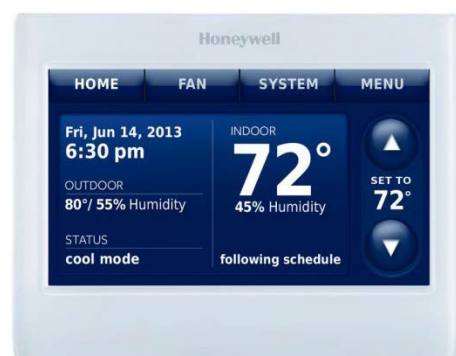 Honeywell
HOME FAN SYSTEM MENU
Fri, Jun 14, 2013
6:30 pm
OUTDOOR
80°/ 55% Humidity
STATUS
cool mode
INDOOR
72°
45% Humidity
following schedule
SET TO
72°